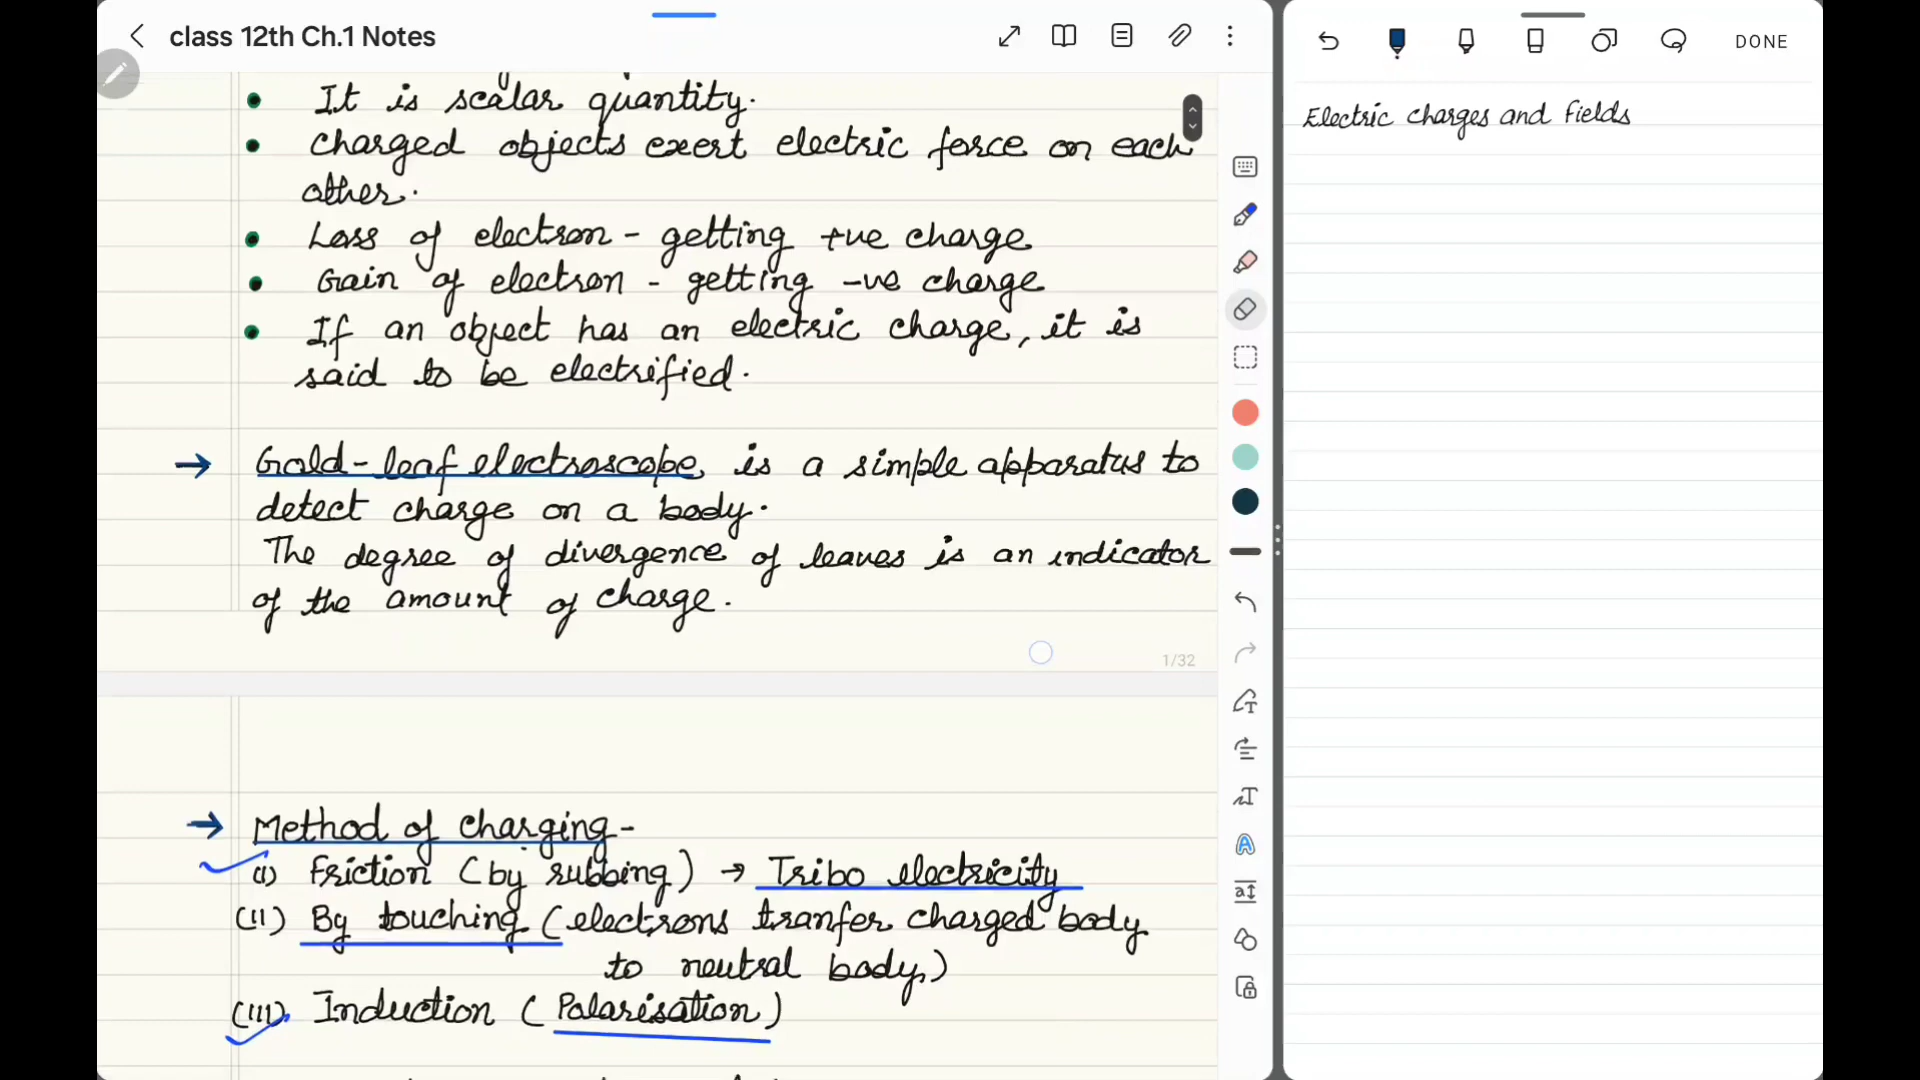 class 12th Ch.1 Notes
DONE
It is scalar quantity.
Charged objects exert electric force on each
other.
Loss of electron - getting +ve charge
Gain of electron - getting -ve charge
If an object has an electric charge, it is
said to be electrified.
→ Gold-leaf electroscope is a simple apparatus to
detect charge on a body.
The degree of divergence of leaves is an indicator
of the amount of charge.
1/32
→ Method of charging-
(I) Friction (by rubbing) → Tribo electricity
(II) By touching (electrons tranfer charged body
to neutral body)
(III) Induction (Polarisation)
Electric charges and Fields